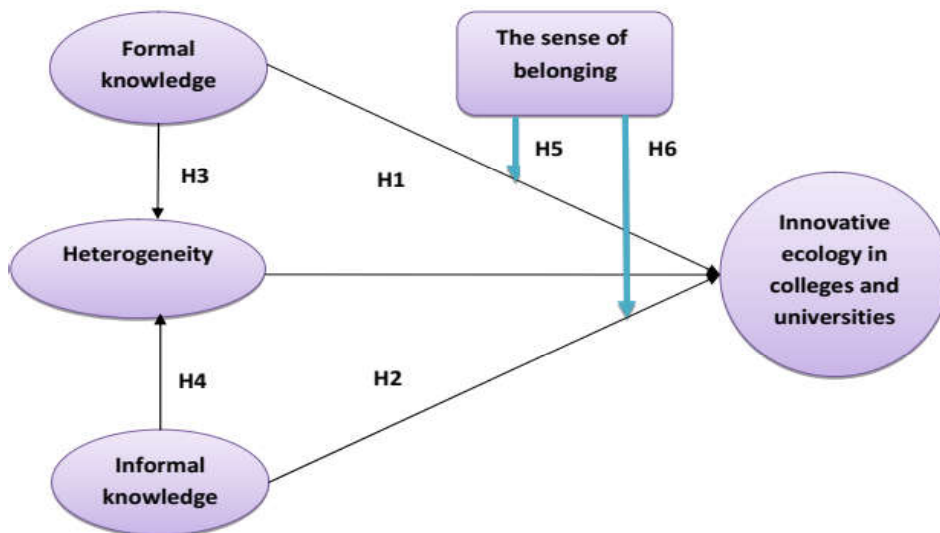 Formal
knowledge
The sense of
belonging
H5
H6
H3
H1
Heterogeneity
Innovative
ecology in
colleges and
universities
H4
H2
Informal
knowledge